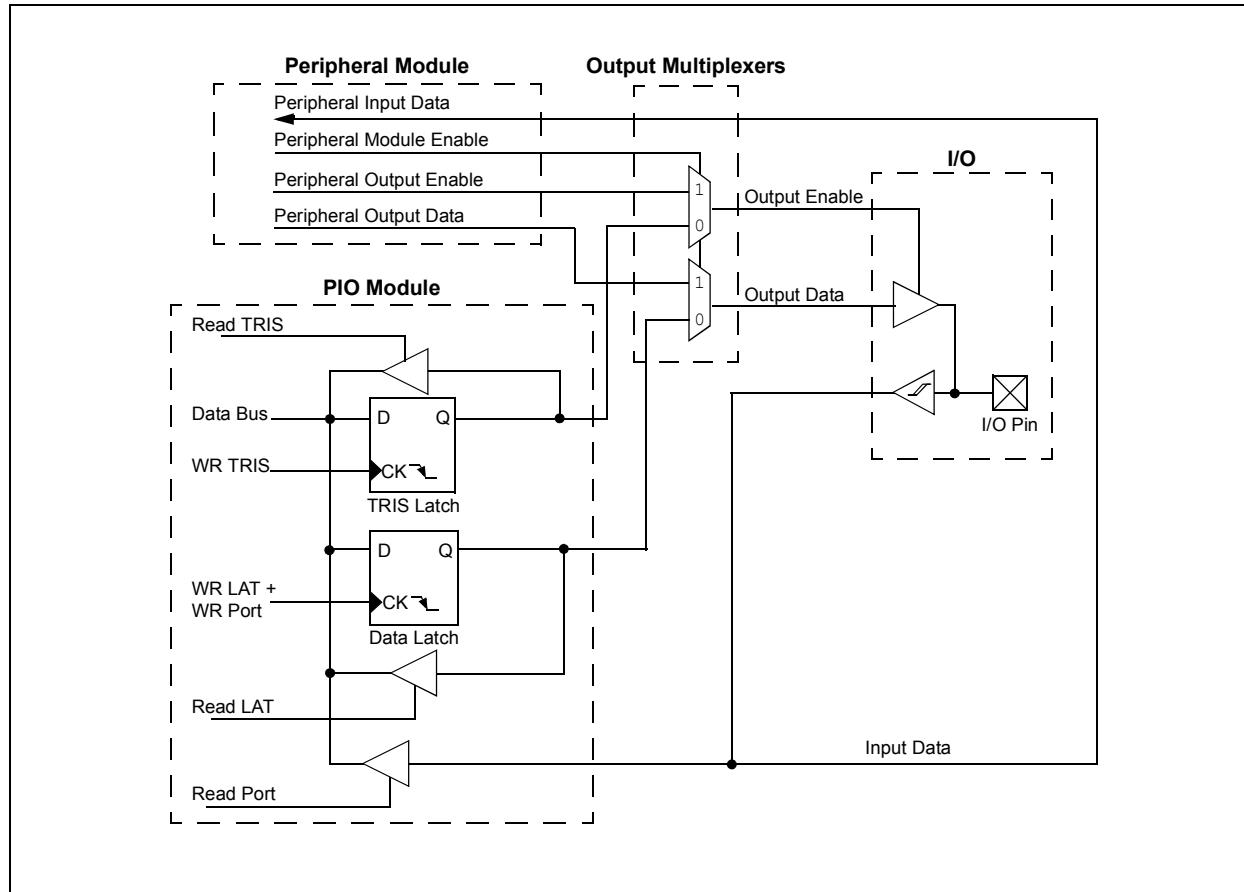 Peripheral Module
Output Multiplexers
Peripheral Input Data
Peripheral Module Enable
I/O
Peripheral Output Enable
1
Output Enable
Peripheral Output Data
0
PIO Module
1
Output Data
0
Read TRIS
Data Bus
D
Q
I/O Pin
WR TRIS
CK
TRIS Latch
D
Q
WR LAT +
WR Port
CK
Data Latch
Read LAT
Input Data
Read Port